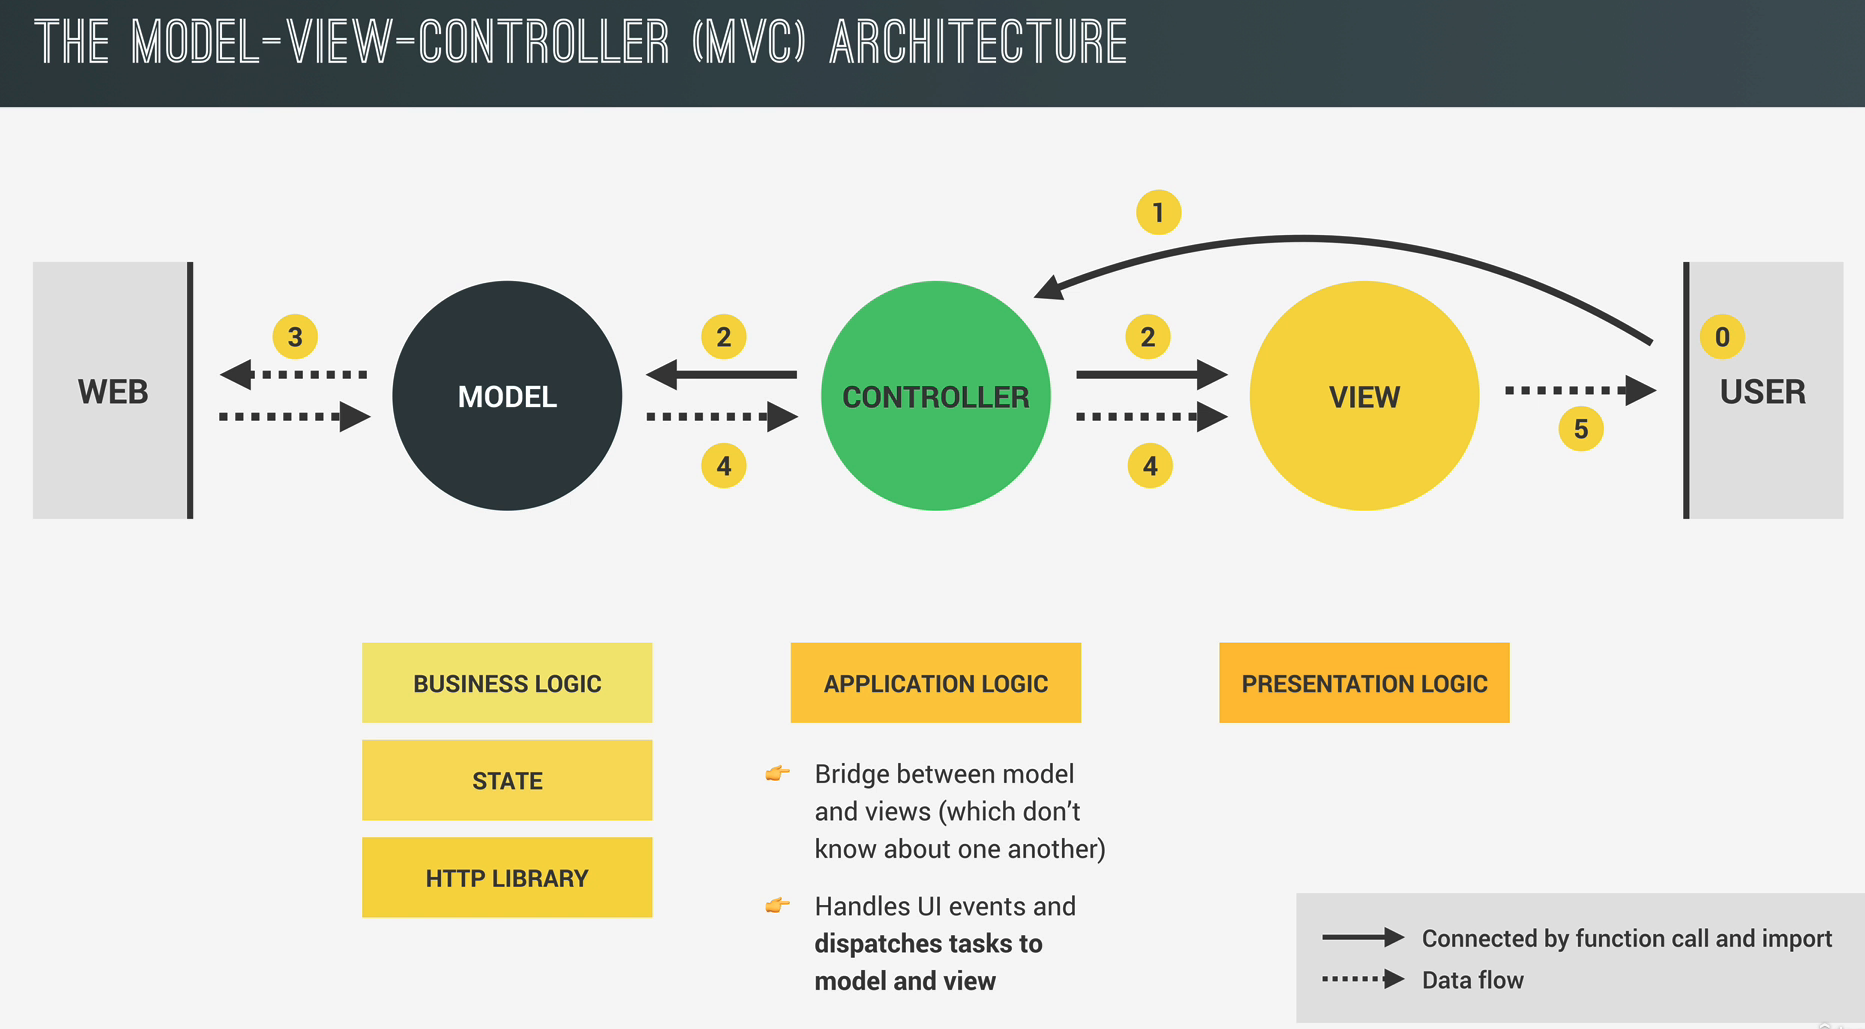 THE MODEL-VIEW-CONTROLLER (MVC) ARCHITECTURE
1
3
2
2
0
WEB
MODEL
CONTROLLER
VIEW
USER
4
4
5
BUSINESS LOGIC
APPLICATION LOGIC
PRESENTATION LOGIC
STATE
HTTP LIBRARY
👉 Bridge between model
and views (which don’t
know about one another)
👉 Handles UI events and
dispatches tasks to
model and view
Connected by function call and import
Data flow